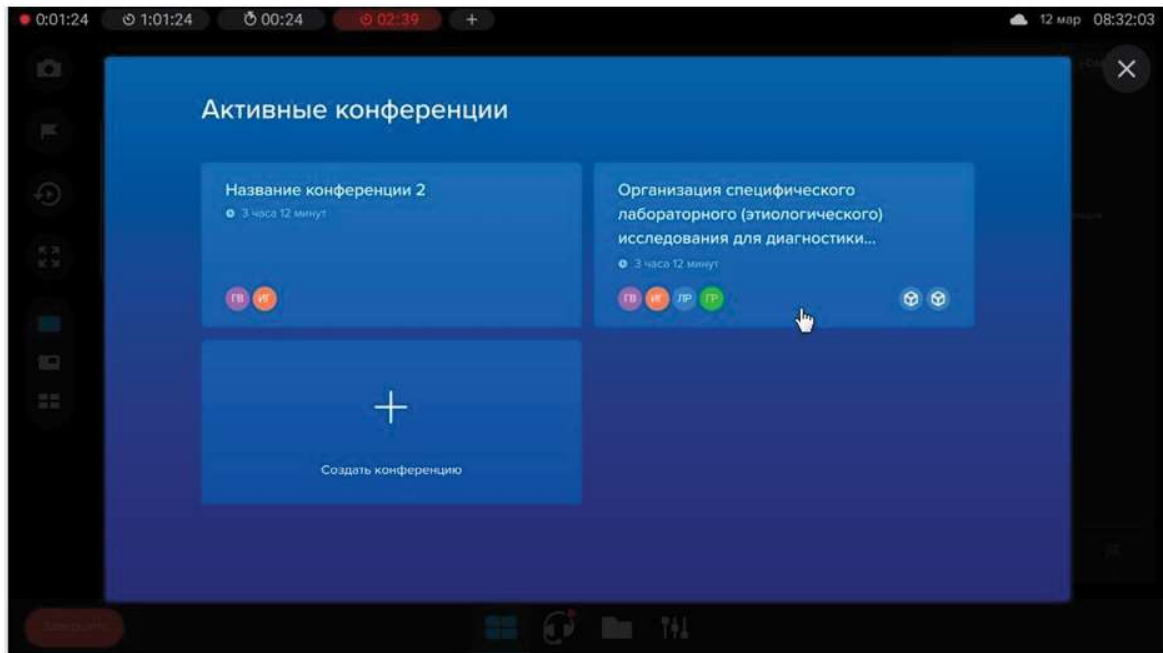 0:01:24 1:01:24 00:24 02:39 + 12 мар 08:32:03
Активные конференции
Название конференции 2
3 часа 12 минут
ГВ ИГ
Организация специфического
лабораторного (этиологического)
исследования для диагностики...
3 часа 12 минут
ГВ ИГ ЛР ГР
Создать конференцию
Завершить